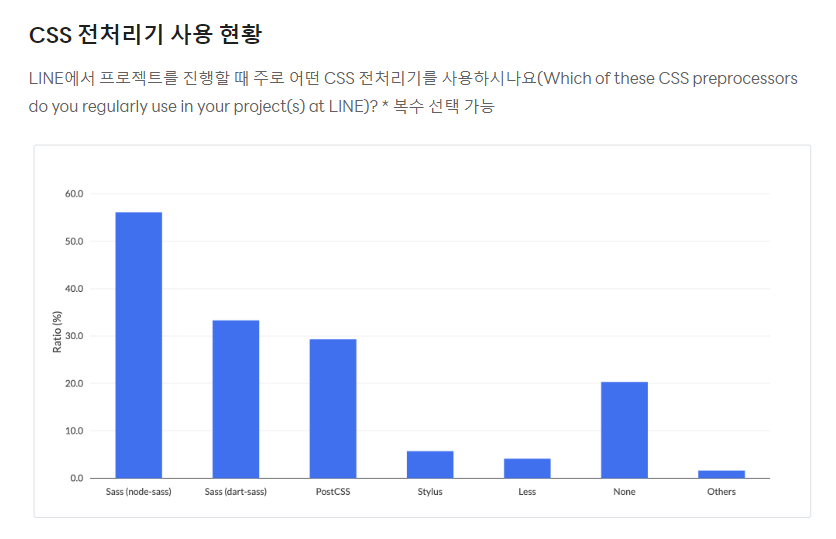 CSS 전처리기 사용 현황
LINE에서 프로젝트를 진행할 때 주로 어떤 CSS 전처리기를 사용하시나요(Which of these CSS preprocessors
do you regularly use in your project(s) at LINE)? * 복수 선택 가능
60.0
50.0
40.0
30.0
20.0
10.0
0.0
Ratio (%)
Sass (node-sass)
Sass (dart-sass)
PostCSS
Stylus
Less
None
Others